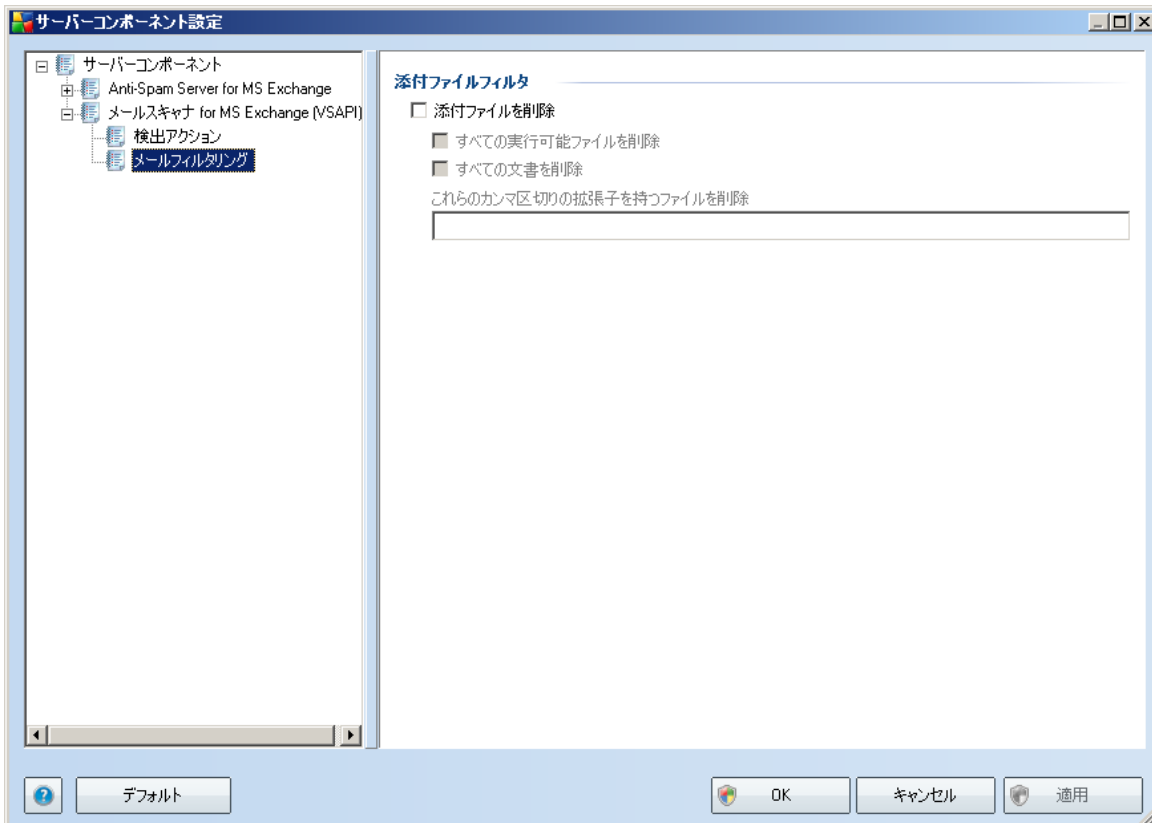 サーバーコンポーネント設定
サーバーコンポーネント
Anti-Spam Server for MS Exchange
メールスキャナ for MS Exchange (VSAPI)
検出アクション
メールフィルタリング
添付ファイルフィルタ
添付ファイルを削除
すべての実行可能ファイルを削除
すべての文書を削除
これらのカンマ区切りの拡張子を持つファイルを削除
デフォルト
OK
キャンセル
適用